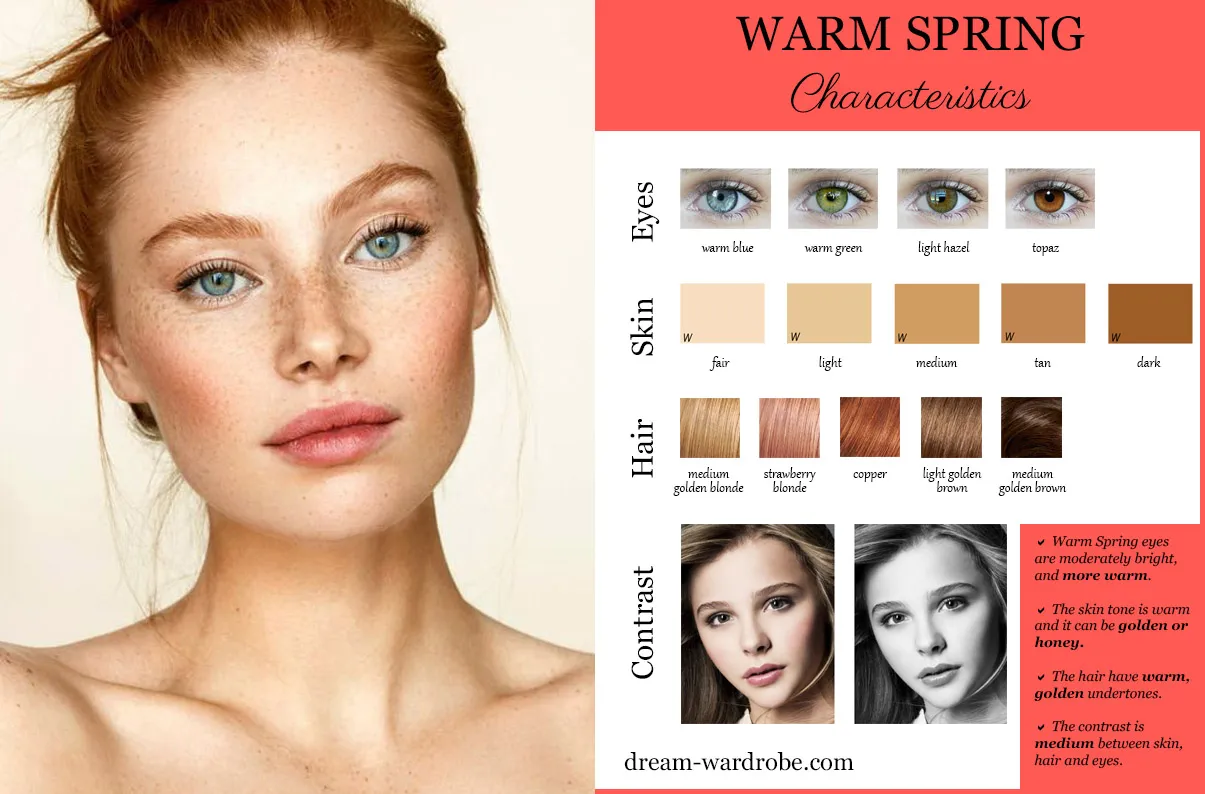 WARM SPRING
Characteristics
Eyes
warm blue
warm green
light hazel
topaz
Skin
W
W
W
W
W
fair
light
medium
tan
dark
Hair
medium
golden blonde
strawberry
blonde
copper
light golden
brown
medium
golden brown
Contrast
✓ Warm Spring eyes
are moderately bright,
and more warm.
✓ The skin tone is warm
and it can be golden or
honey.
✓ The hair have warm,
golden undertones.
✓ The contrast is
medium between skin,
hair and eyes.
dream-wardrobe.com